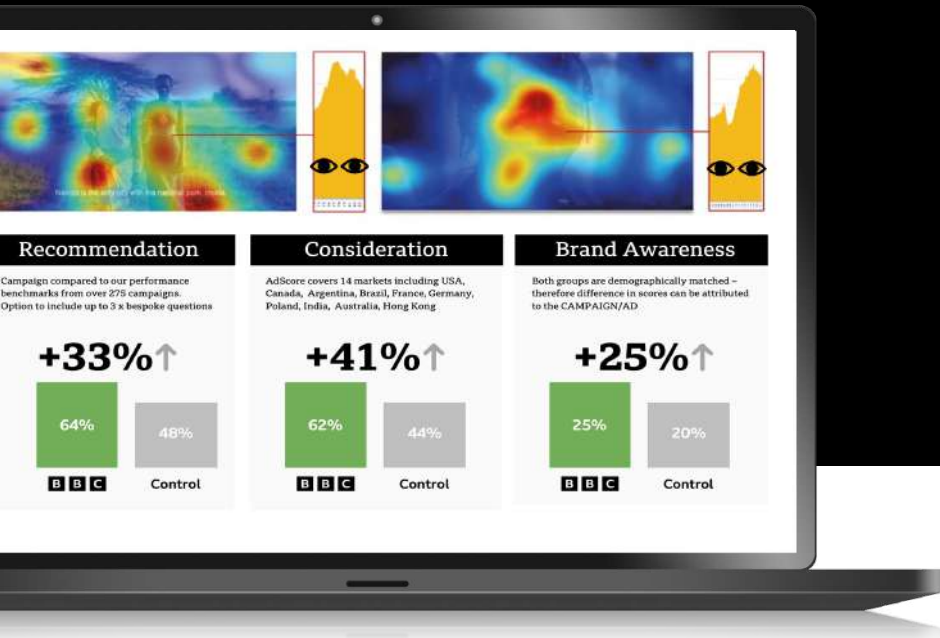 Recommendation
Campaign compared to our performance
benchmarks from over 275 campaigns.
Option to include up to 3 x bespoke questions
+33%↑
64%
48%
BBC
Control
Consideration
AdScore covers 14 markets including USA,
Canada, Argentina, Brazil, France, Germany,
Poland, India, Australia, Hong Kong
+41%↑
62%
44%
BBC
Control
Brand Awareness
Both groups are demographically matched –
therefore difference in scores can be attributed
to the CAMPAIGN/AD
+25%↑
25%
20%
BBC
Control